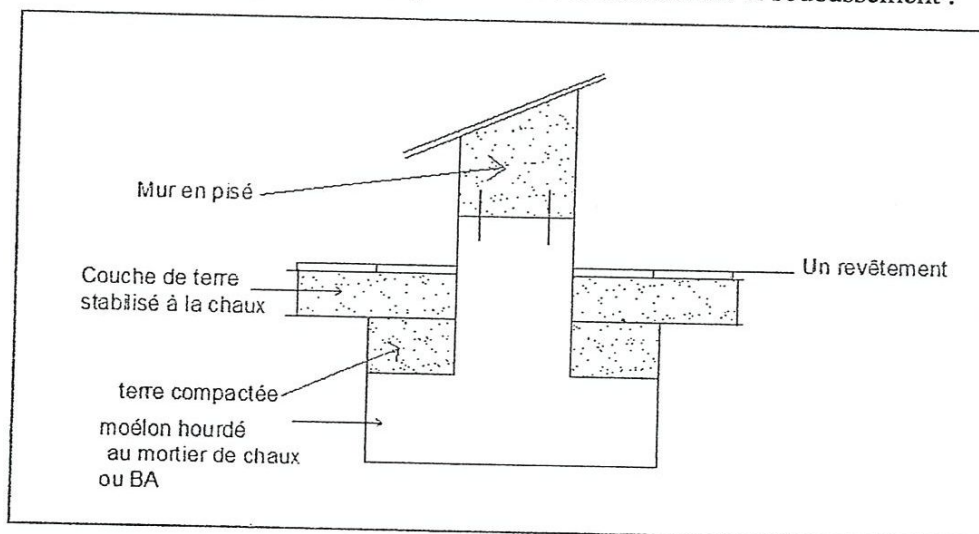 soubassement :
Mur en pisé
Couche de terre
stabilisé à la chaux
Un revêtement
terre compactée
moélon hourdé
au mortier de chaux
ou BA